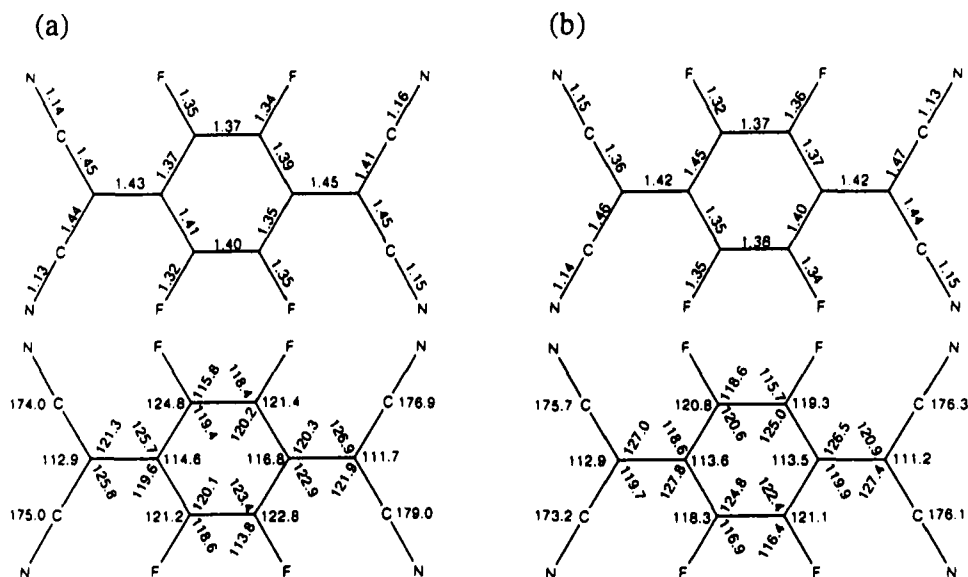 (a) (b)
N F F N N F F N
1.14 1.35 1.34 1.16 1.15 1.32 1.36 1.13
C 1.37 C C 1.37 C
1.45 1.37 1.39 1.41 1.36 1.45 1.37 1.47
1.43 1.45 1.42 1.42
1.44 1.41 1.35 1.45 1.46 1.35 1.40 1.44
C 1.40 C C 1.38 C
1.13 1.32 1.35 1.15 1.14 1.35 1.34 1.15
N F F N N F F N
N F F N N F F N
115.8 118.4 118.6 115.7
174.0 C 124.8 121.4 C 176.9 175.7 C 120.8 119.3 C 176.3
119.4 120.2 120.6 125.0
121.3 125.7 120.3 126.9 127.0 118.6 126.5 120.9
112.9 114.6 116.8 111.7 112.9 113.6 113.5 111.2
125.8 119.6 122.9 121.9 119.7 127.8 119.9 127.4
120.1 123.4 124.8 122.4
175.0 C 121.2 122.8 C 179.0 173.2 C 118.3 121.1 C 176.1
118.6 113.8 116.9 116.4
N F F N N F F N